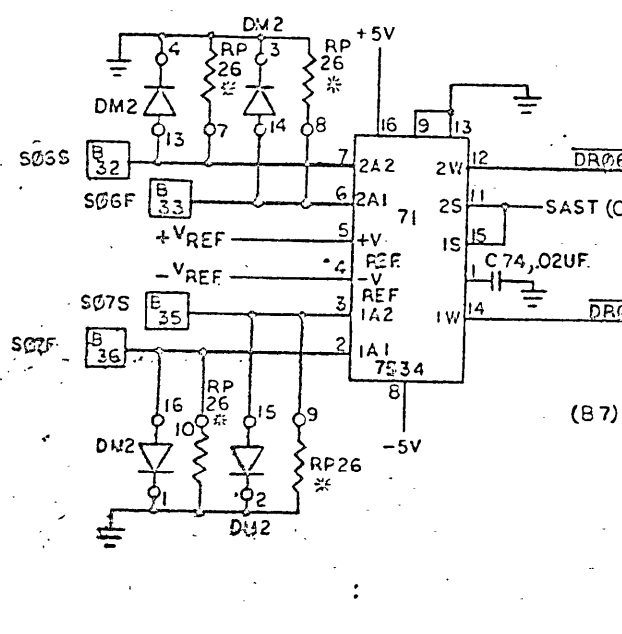 DM2
+5V
4
RP
26
3
RP
26
DM2
13
7
14
8
16
9
13
S06S
B
32
7
2A2
2W
12
DR06
S06F
B
33
6
2A1
71
2S
11
SAST (C
+VREF
5
+V
REF
1S
15
-VREF
4
-V
REF
1
C74,.02UF
S07S
B
35
3
1A2
1W
14
DR0
S07F
B
36
2
1A1
7534
8
-5V
(B7)
16
RP
26
10
15
9
DM2
RP26
1
2
DM2